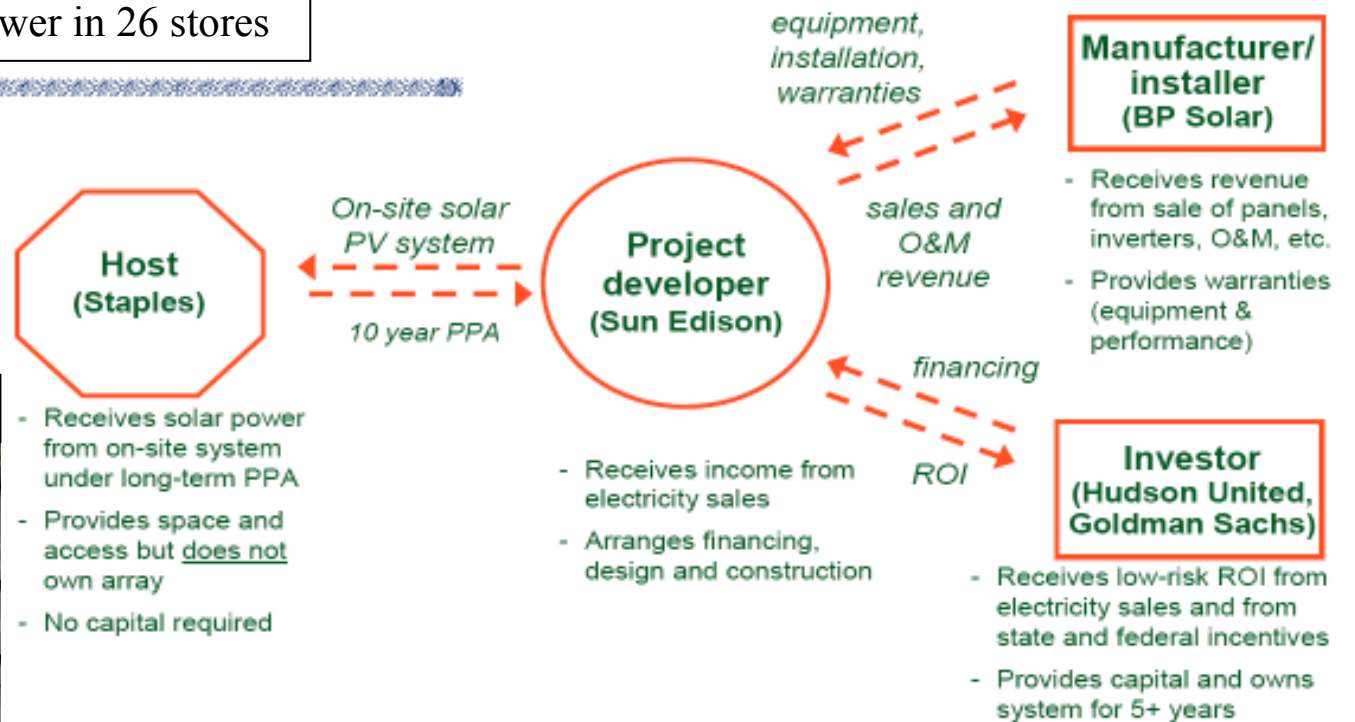 wer in 26 stores
equipment,
installation,
warranties
Manufacturer/
installer
(BP Solar)
- Receives revenue
from sale of panels,
inverters, O&M, etc.
- Provides warranties
(equipment &
performance)
sales and
O&M
revenue
On-site solar
PV system
10 year PPA
Host
(Staples)
- Receives solar power
from on-site system
under long-term PPA
- Provides space and
access but does not
own array
- No capital required
Project
developer
(Sun Edison)
- Receives income from
electricity sales
- Arranges financing,
design and construction
financing
ROI
Investor
(Hudson United,
Goldman Sachs)
- Receives low-risk ROI from
electricity sales and from
state and federal incentives
- Provides capital and owns
system for 5+ years